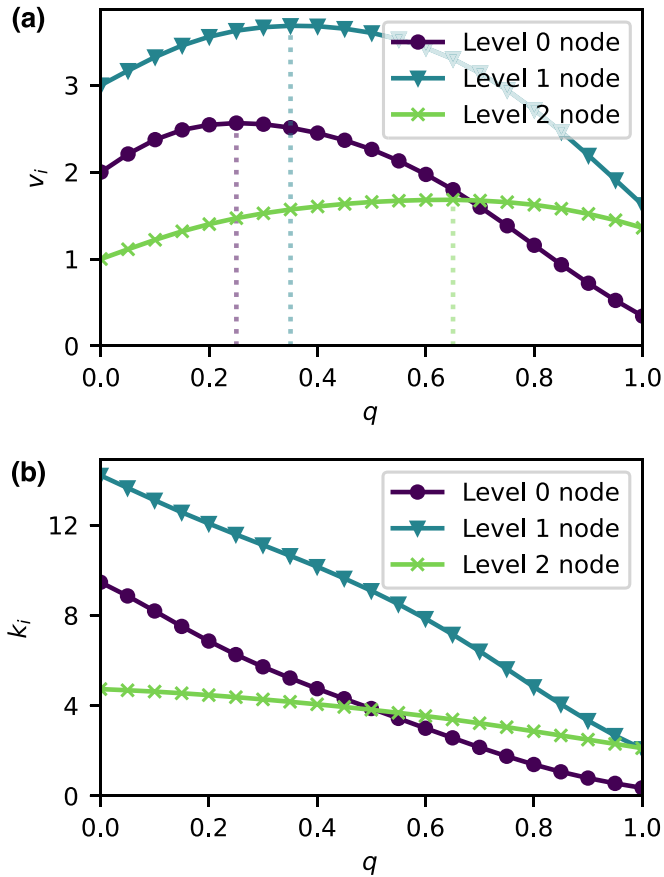 (a)
Level 0 node
Level 1 node
Level 2 node
3
2
1
0
v_i
0.0 0.2 0.4 0.6 0.8 1.0
q
(b)
Level 0 node
Level 1 node
Level 2 node
12
8
4
0
k_i
0.0 0.2 0.4 0.6 0.8 1.0
q